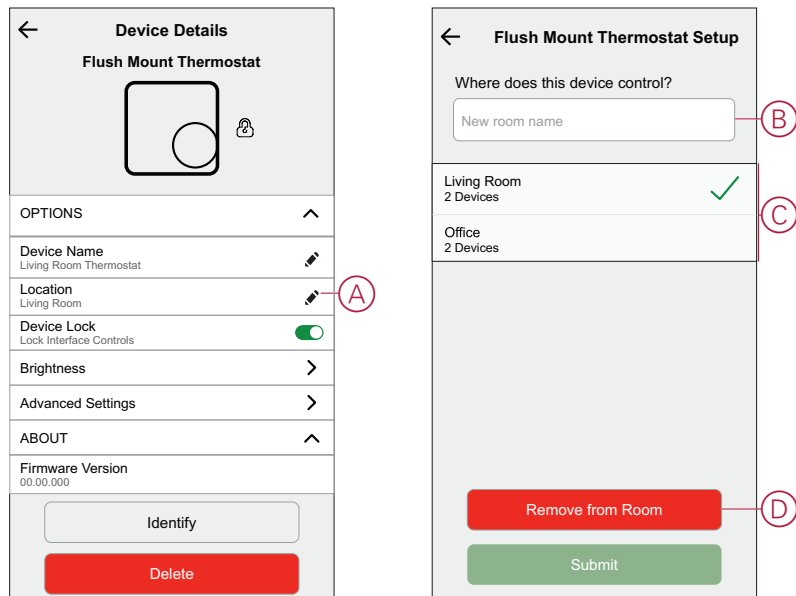 Device Details
Flush Mount Thermostat
OPTIONS
Device Name
Living Room Thermostat
Location
Living Room
A
Device Lock
Lock Interface Controls
Brightness
Advanced Settings
ABOUT
Firmware Version
00.00.000
Identify
Delete
Flush Mount Thermostat Setup
Where does this device control?
New room name
B
Living Room
2 Devices
C
Office
2 Devices
Remove from Room
D
Submit